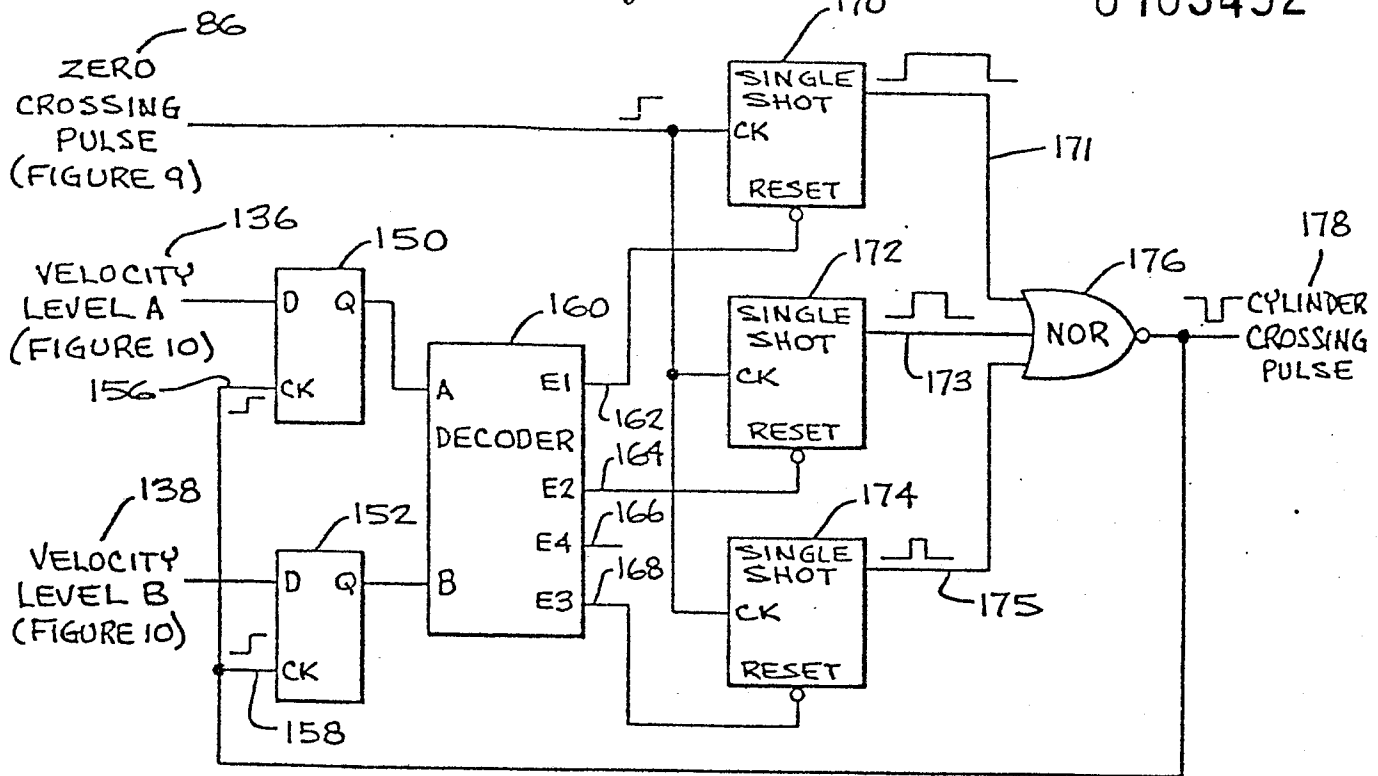 86
ZERO
CROSSING
PULSE
(FIGURE 9)
136
VELOCITY
LEVEL A
(FIGURE 10)
156
138
VELOCITY
LEVEL B
(FIGURE 10)
158
150
D Q
CK
152
D Q
CK
160
A
DECODER
B
E1
E2
E4
E3
162
164
166
168
SINGLE
SHOT
CK
RESET
171
172
SINGLE
SHOT
CK
RESET
173
174
SINGLE
SHOT
CK
RESET
175
176
NOR
178
CYLINDER
CROSSING
PULSE